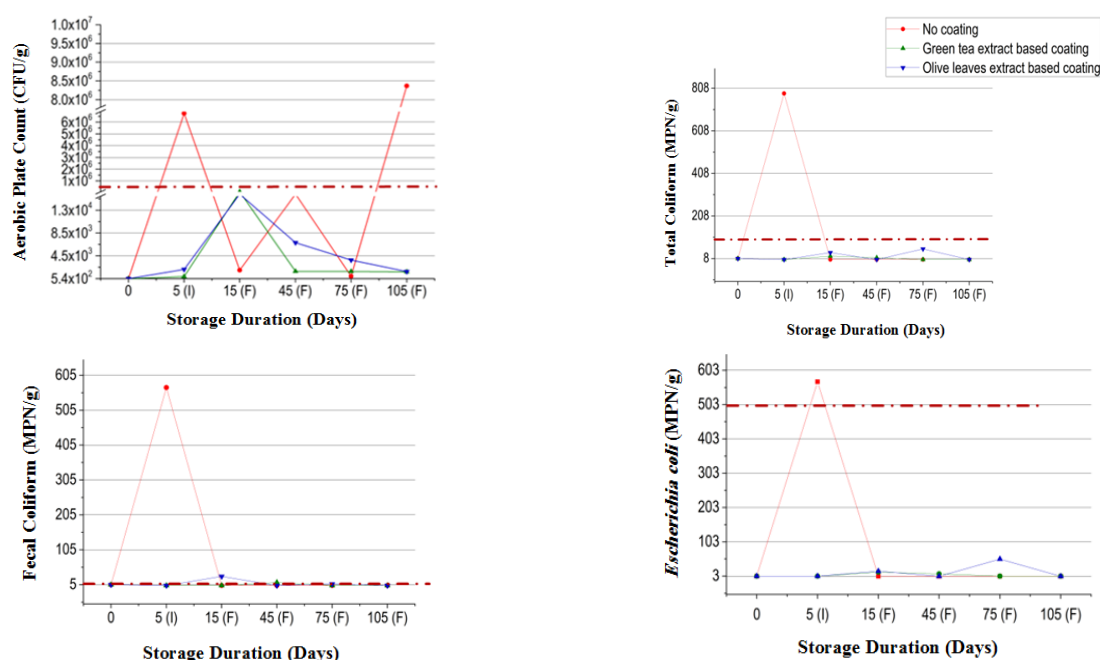 No coating
Green tea extract based coating
Olive leaves extract based coating
Aerobic Plate Count (CFU/g)
1.0x10⁷
9.5x10⁶
9.0x10⁶
8.5x10⁶
8.0x10⁶
6x10⁶
5x10⁶
4x10⁶
3x10⁶
2x10⁶
1x10⁶
1.3x10⁴
8.5x10³
4.5x10³
5.4x10²
0 5 (I) 15 (F) 45 (F) 75 (F) 105 (F)
Storage Duration (Days)
Total Coliform (MPN/g)
808
608
408
208
8
0 5 (I) 15 (F) 45 (F) 75 (F) 105 (F)
Storage Duration (Days)
Fecal Coliform (MPN/g)
605
505
405
305
205
105
5
0 5 (I) 15 (F) 45 (F) 75 (F) 105 (F)
Storage Duration (Days)
Escherichia coli (MPN/g)
603
503
403
303
203
103
3
0 5 (I) 15 (F) 45 (F) 75 (F) 105 (F)
Storage Duration (Days)